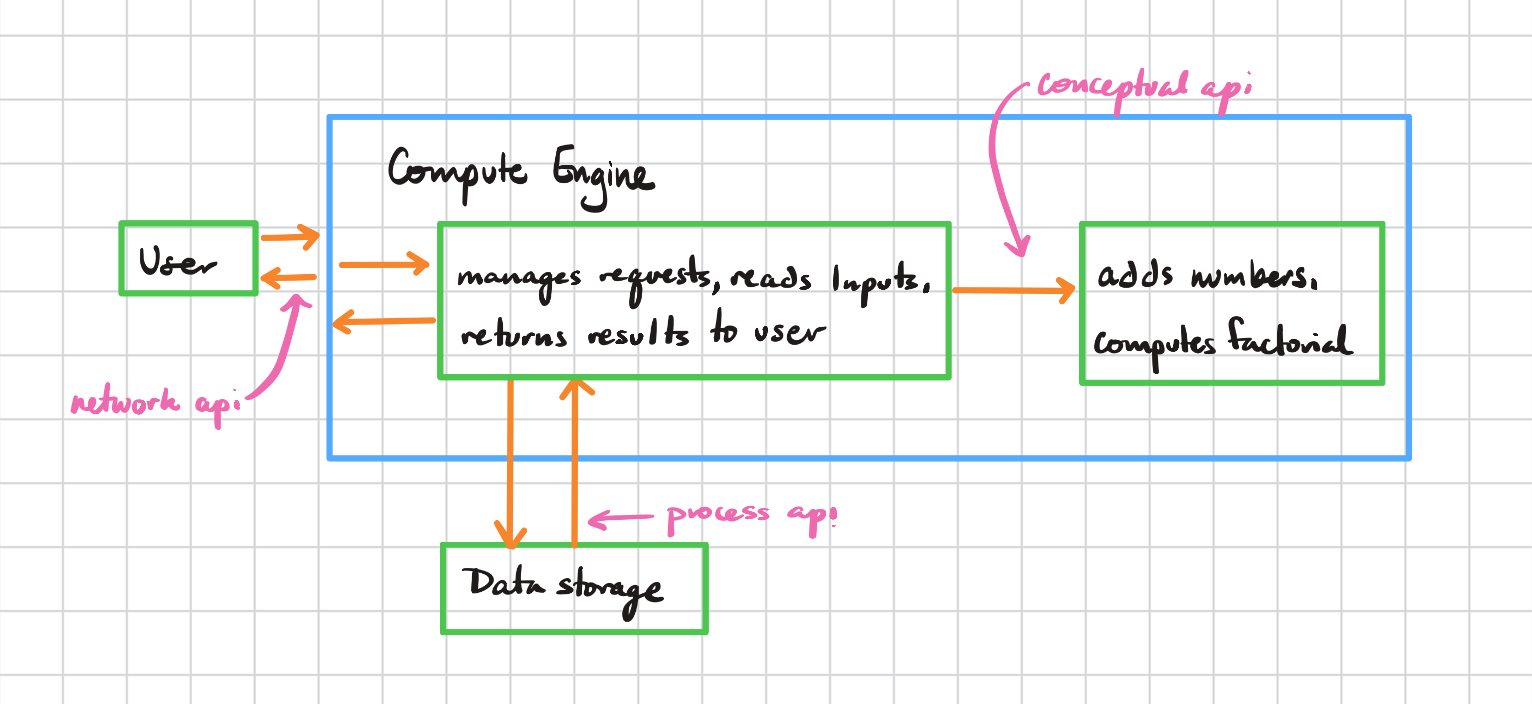 conceptual api
Compute Engine
User
manages requests, reads Inputs,
returns results to user
adds numbers.
computes factorial
network api
process api
Data storage